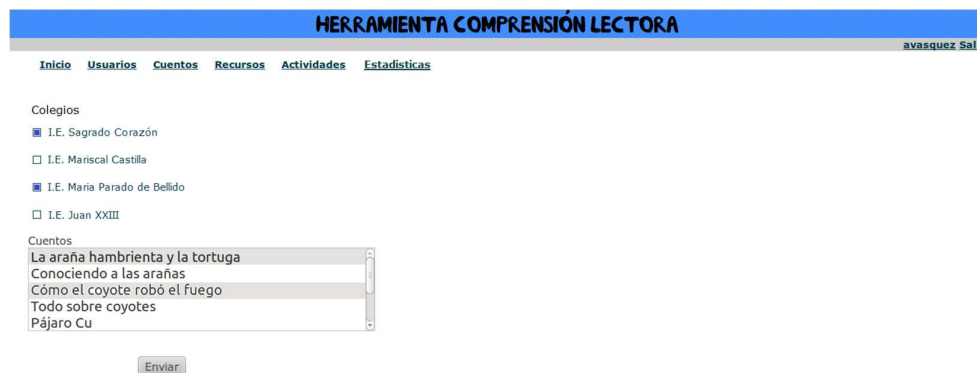 HERRAMIENTA COMPRENSIÓN LECTORA
avasquez Sal
Inicio Usuarios Cuentos Recursos Actividades Estadísticas
Colegios
I.E. Sagrado Corazón
I.E. Mariscal Castilla
I.E. Maria Parado de Bellido
I.E. Juan XXIII
Cuentos
La araña hambrienta y la tortuga
Conociendo a las arañas
Cómo el coyote robó el fuego
Todo sobre coyotes
Pájaro Cu
Enviar